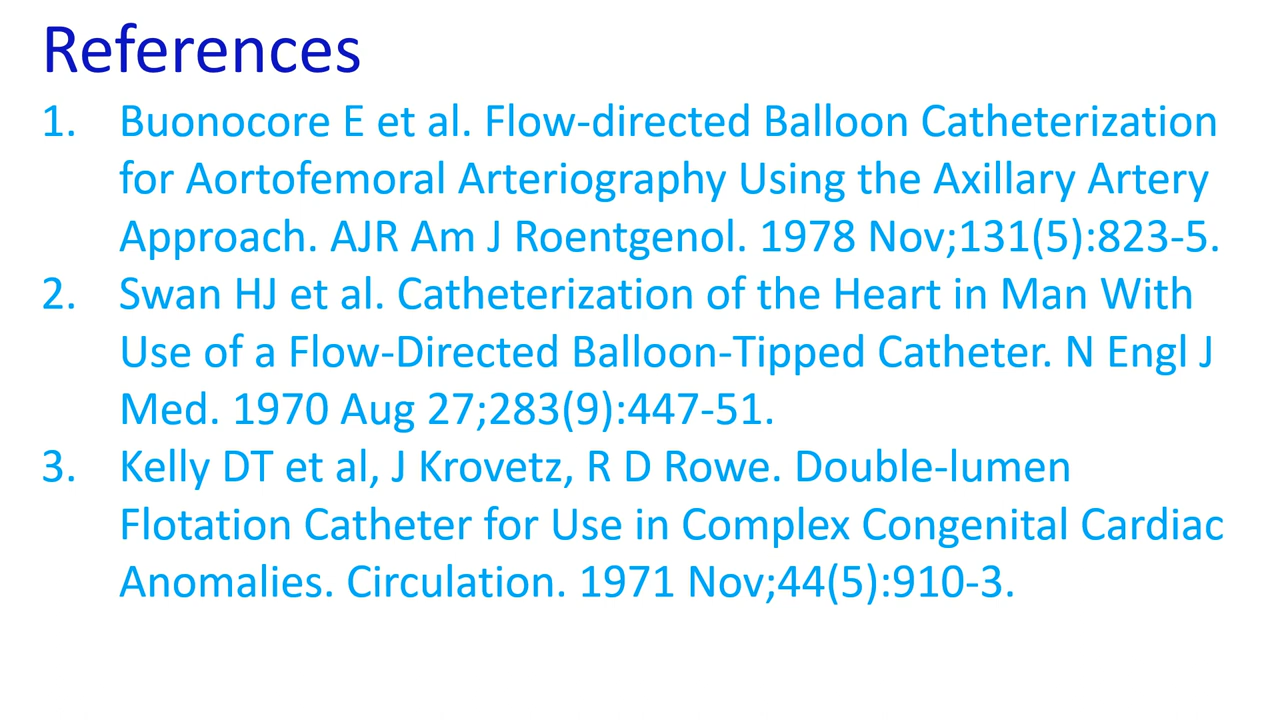 References
1. Buonocore E et al. Flow-directed Balloon Catheterization
for Aortofemoral Arteriography Using the Axillary Artery
Approach. AJR Am J Roentgenol. 1978 Nov;131(5):823-5.
2. Swan HJ et al. Catheterization of the Heart in Man With
Use of a Flow-Directed Balloon-Tipped Catheter. N Engl J
Med. 1970 Aug 27;283(9):447-51.
3. Kelly DT et al, J Krovetz, R D Rowe. Double-lumen
Flotation Catheter for Use in Complex Congenital Cardiac
Anomalies. Circulation. 1971 Nov;44(5):910-3.